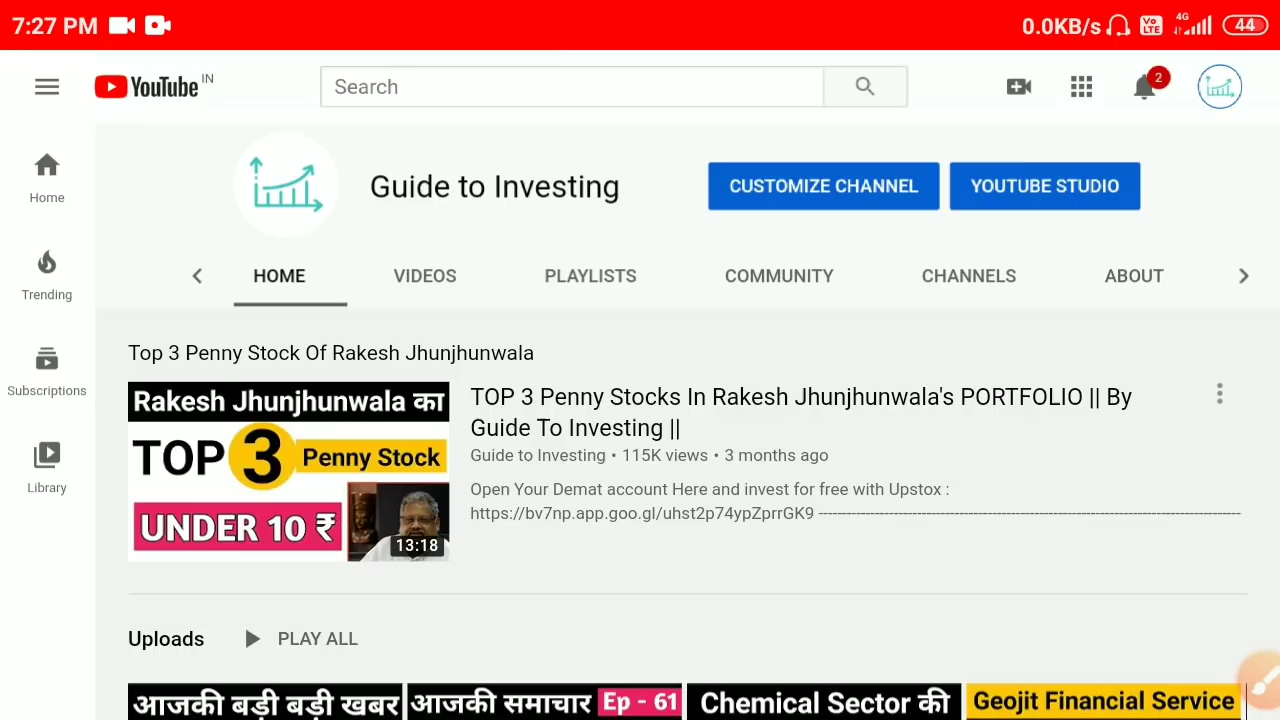 7:27 PM 0.0KB/s Vo LTE 4G 44
YouTube IN Search 2
Home
Trending
Subscriptions
Library
Guide to Investing CUSTOMIZE CHANNEL YOUTUBE STUDIO
HOME VIDEOS PLAYLISTS COMMUNITY CHANNELS ABOUT
Top 3 Penny Stock Of Rakesh Jhunjhunwala
Rakesh Jhunjhunwala का
TOP 3 Penny Stock
UNDER 10 ₹
13:18
TOP 3 Penny Stocks In Rakesh Jhunjhunwala's PORTFOLIO || By
Guide To Investing ||
Guide to Investing • 115K views • 3 months ago
Open Your Demat account Here and invest for free with Upstox :
https://bv7np.app.goo.gl/uhst2p74ypZprrGK9 ----------------------------------------------------------------------------------------------------
Uploads PLAY ALL
आजकी बड़ी बड़ी खबर आजकी समाचार Ep - 61 Chemical Sector की Geojit Financial Service